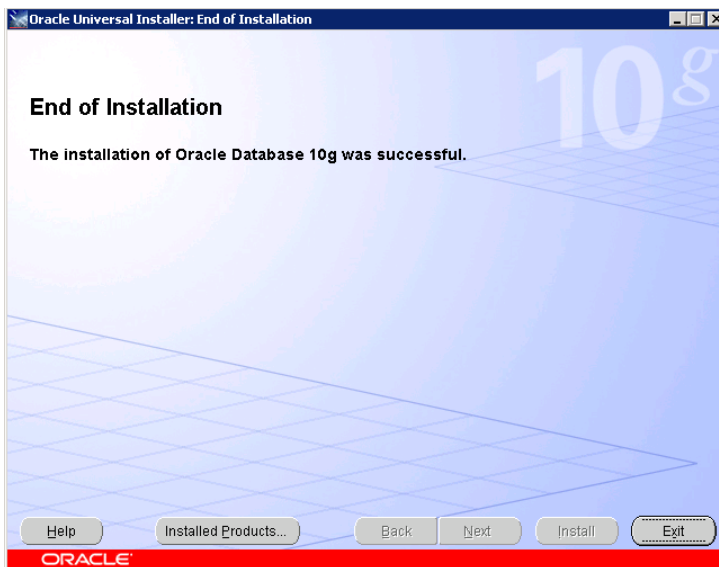 Oracle Universal Installer: End of Installation
10g
End of Installation
The installation of Oracle Database 10g was successful.
Help
Installed Products...
Back
Next
Install
Exit
ORACLE